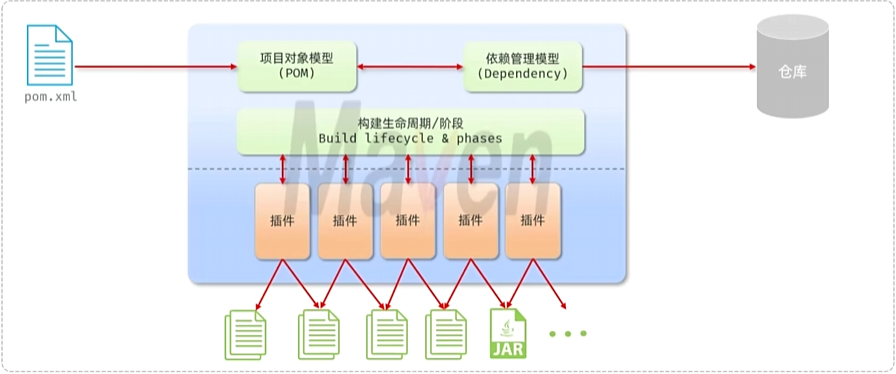 pom.xml
项目对象模型
(POM)
依赖管理模型
(Dependency)
仓库
构建生命周期/阶段
Build lifecycle & phases
Maven
插件
插件
插件
插件
插件
JAR